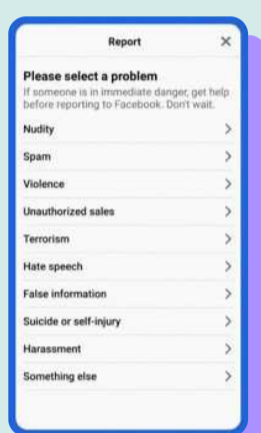 Report
Please select a problem
If someone is in immediate danger, get help
before reporting to Facebook. Don't wait.
Nudity
Spam
Violence
Unauthorized sales
Terrorism
Hate speech
False information
Suicide or self-injury
Harassment
Something else